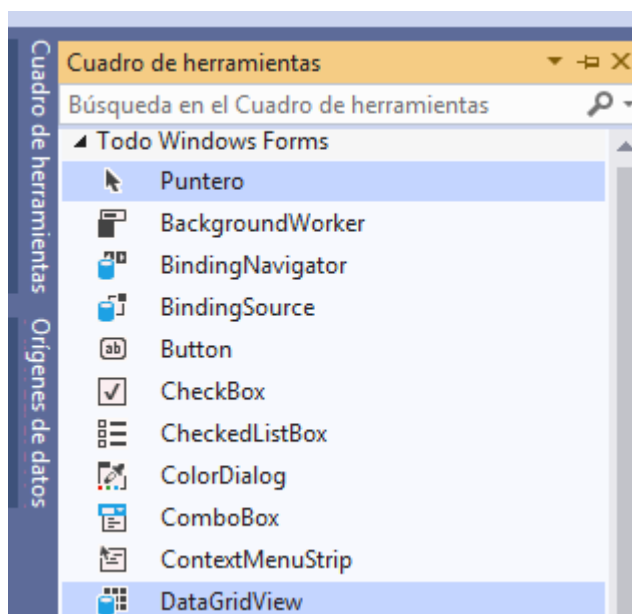 Cuadro de herramientas
Orígenes de datos
Cuadro de herramientas
Búsqueda en el Cuadro de herramientas
Todo Windows Forms
Puntero
BackgroundWorker
BindingNavigator
BindingSource
ab Button
CheckBox
CheckedListBox
ColorDialog
ComboBox
ContextMenuStrip
DataGridView